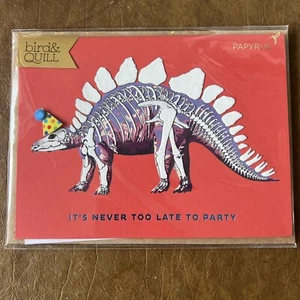 bird&
QUILL
PAPYRUS
IT'S NEVER TOO LATE TO PARTY